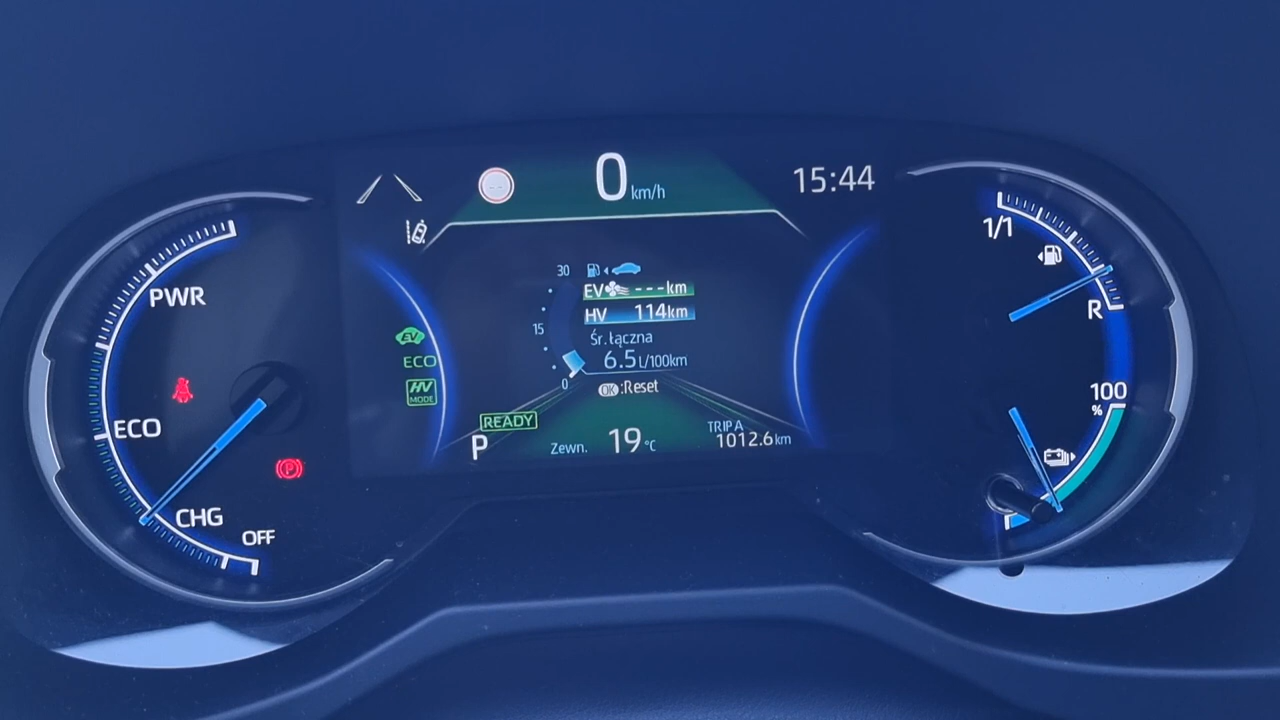 0 km/h
15:44
PWR
ECO
CHG
OFF
EV
ECO
HV
MODE
30
15
0
EV ---km
HV 114km
Śr. łączna
6.5 L/100km
OK :Reset
READY
P
Zewn. 19 °C
TRIP A
1012.6 km
P
1/1
R
100
%